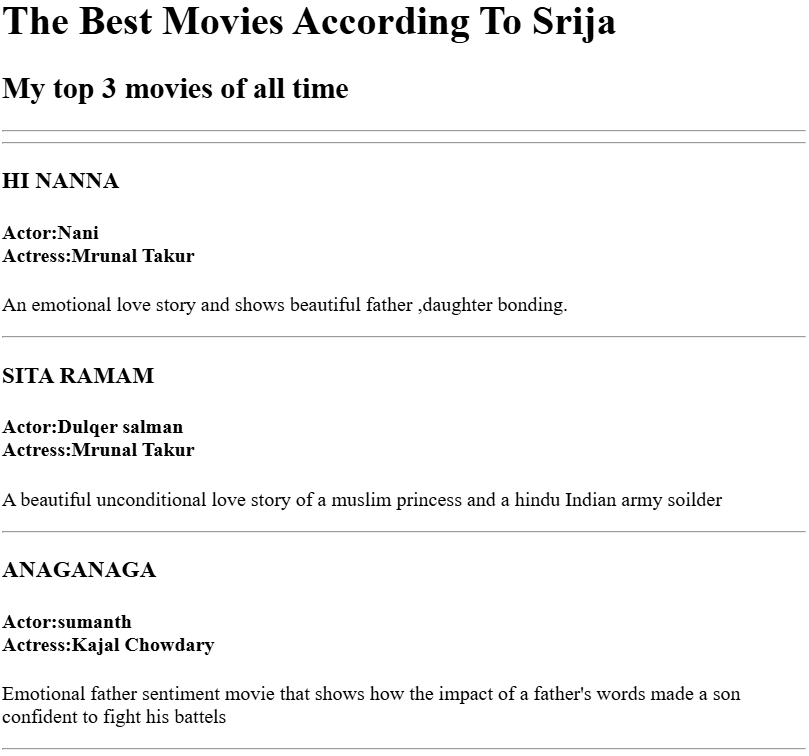 The Best Movies According To Srija
My top 3 movies of all time
HI NANNA
Actor:Nani
Actress:Mrunal Takur
An emotional love story and shows beautiful father ,daughter bonding.
SITA RAMAM
Actor:Dulqer salman
Actress:Mrunal Takur
A beautiful unconditional love story of a muslim princess and a hindu Indian army soilder
ANAGANAGA
Actor:sumanth
Actress:Kajal Chowdary
Emotional father sentiment movie that shows how the impact of a father's words made a son
confident to fight his battels